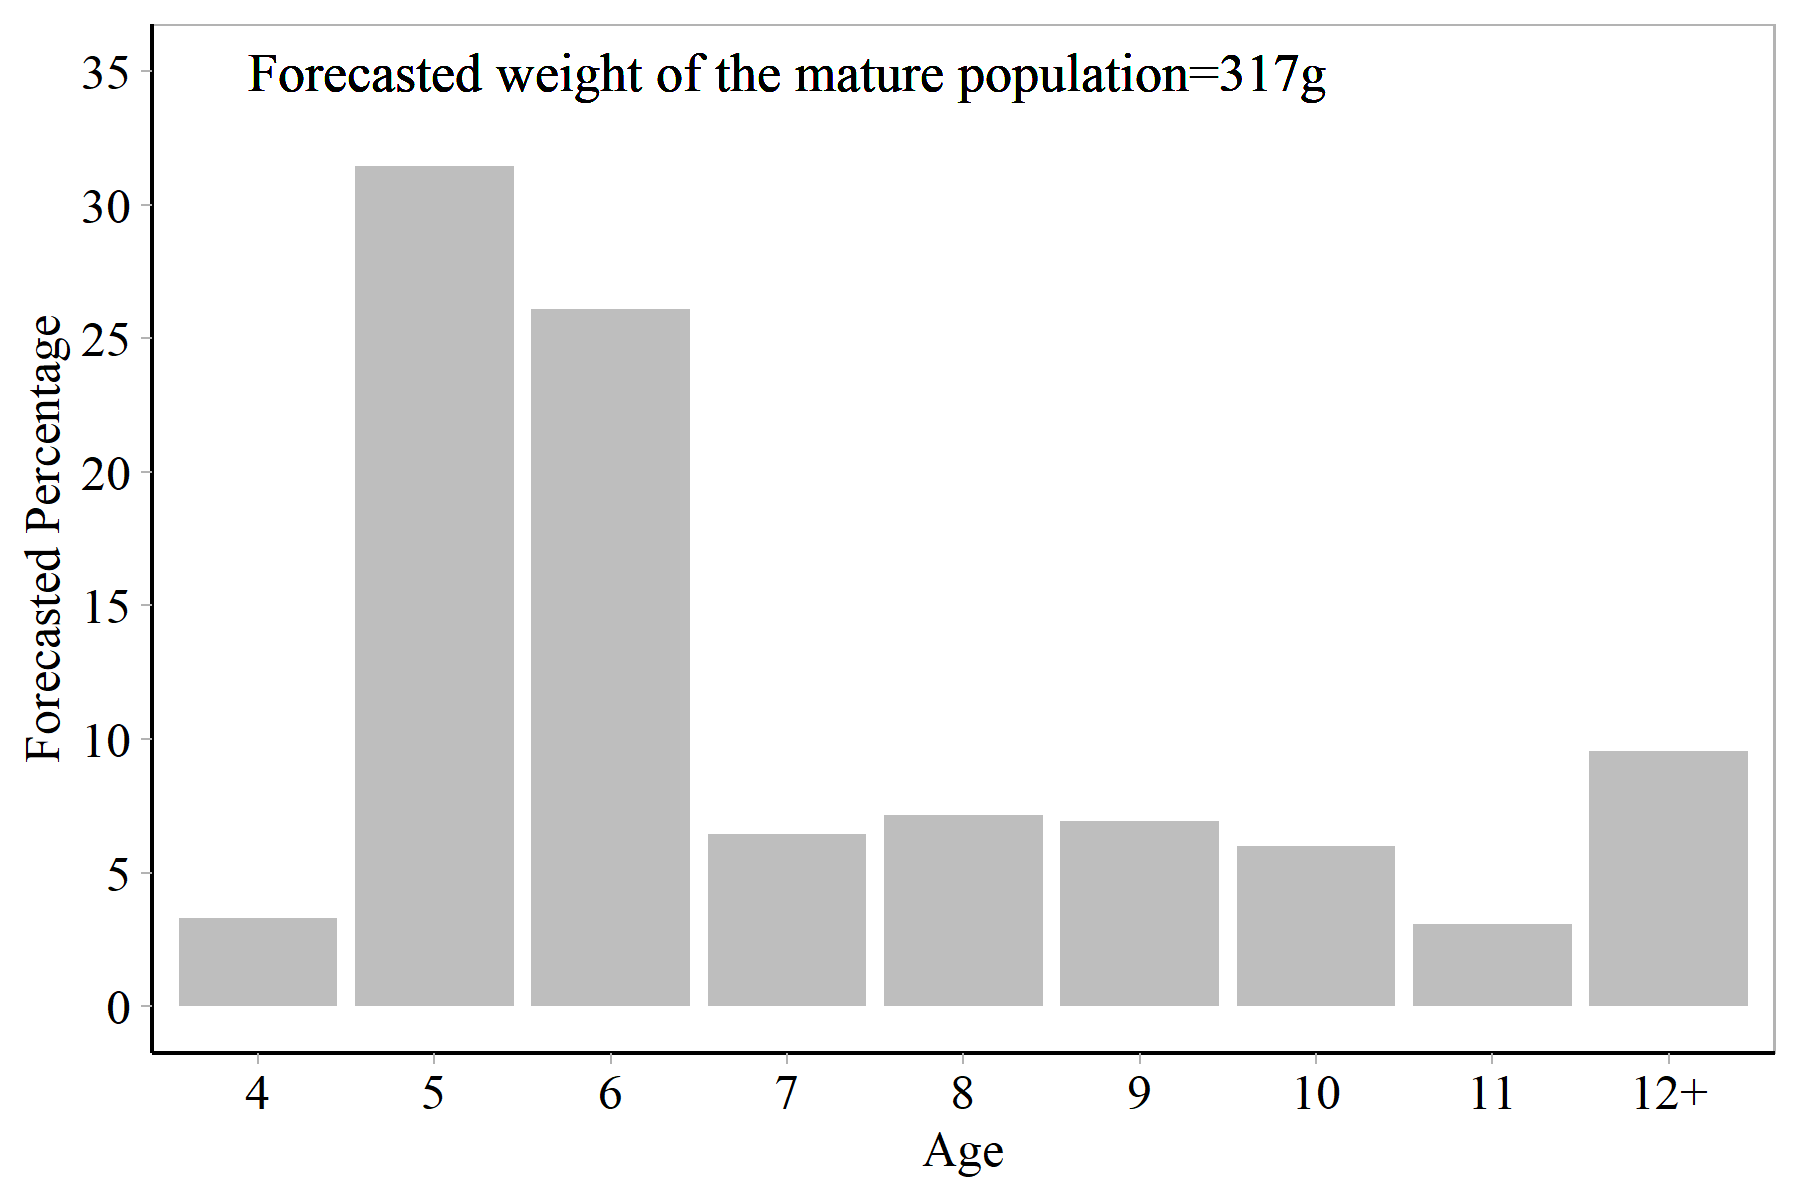 Forecasted weight of the mature population=317g
Forecasted Percentage
35
30
25
20
15
10
5
0
4 5 6 7 8 9 10 11 12+
Age